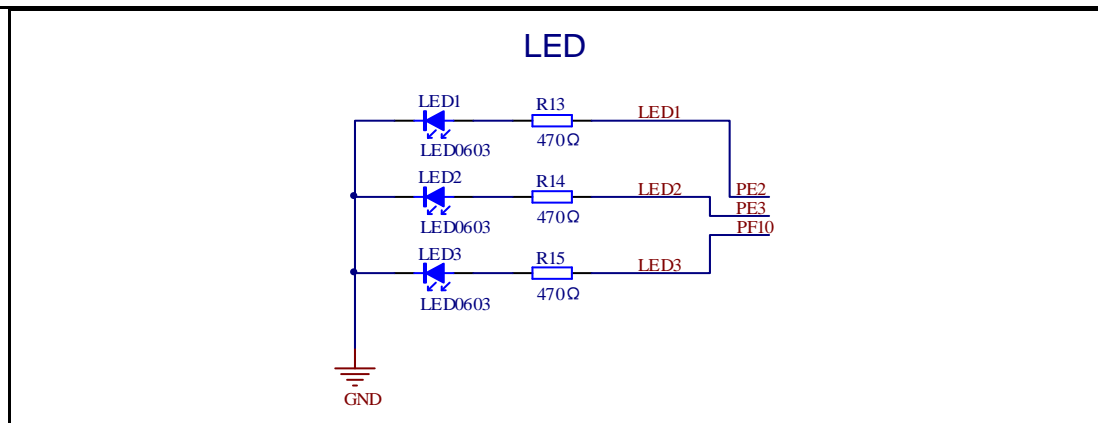 LED
LED1
R13
LED1
LED0603
470Ω
LED2
R14
LED2
PE2
LED0603
470Ω
PE3
PF10
LED3
R15
LED3
LED0603
470Ω
GND